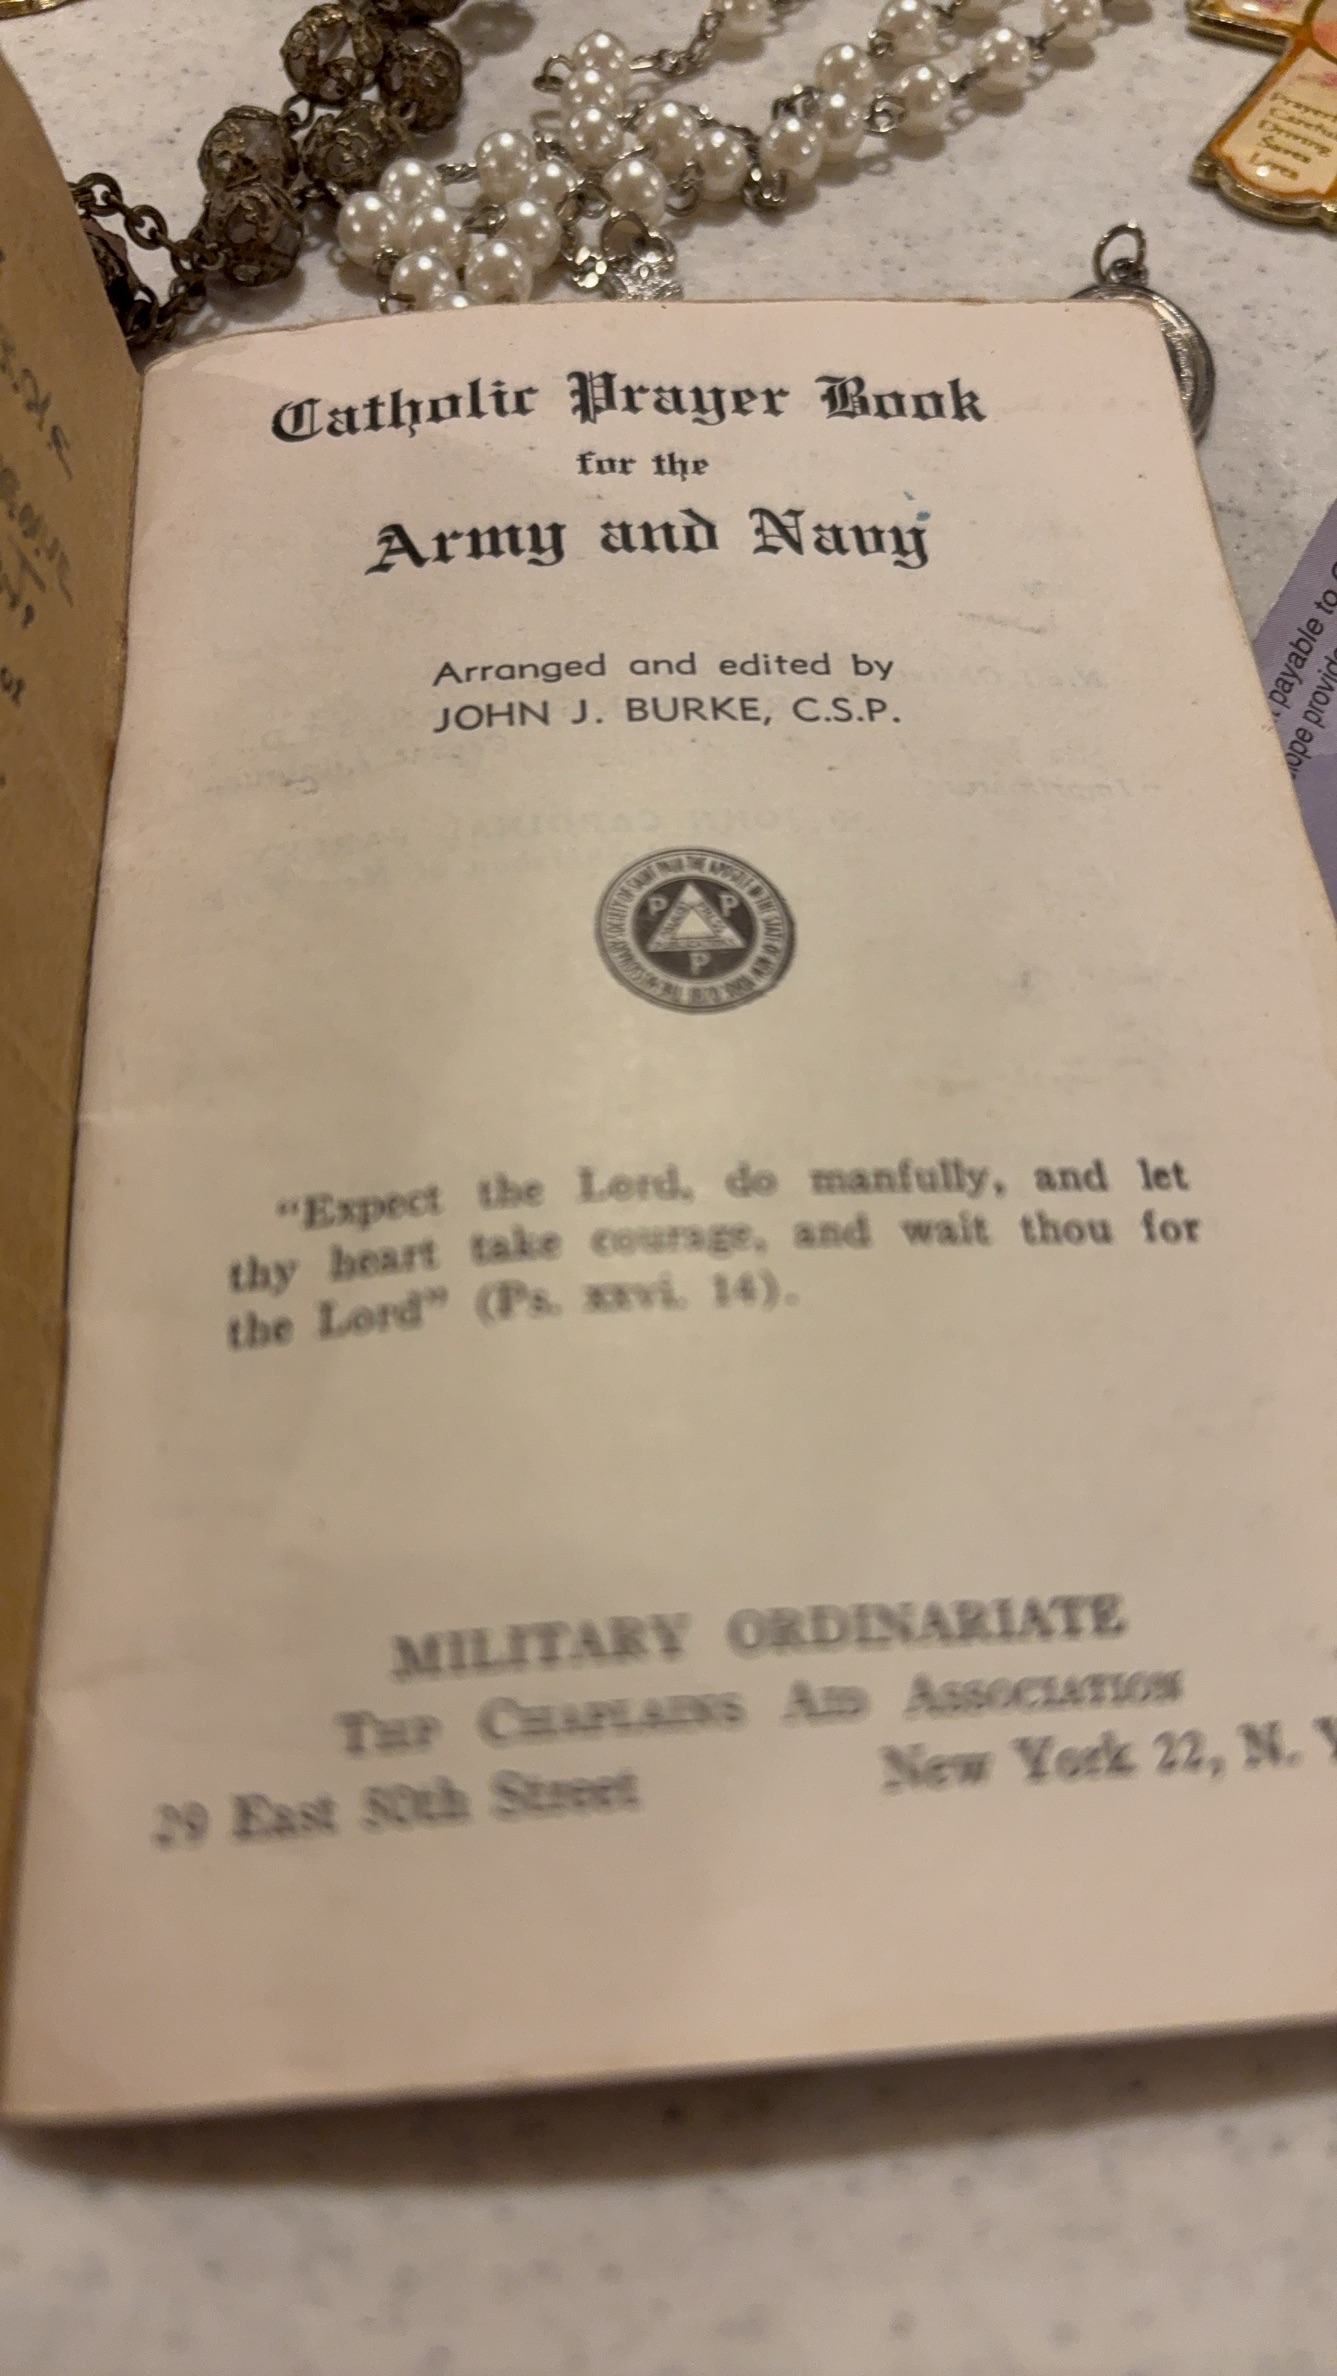 Catholic Prayer Book
for the
Army and Navy
Arranged and edited by
JOHN J. BURKE, C.S.P.
P P
P
"Expect the Lord, do manfully, and let
thy heart take courage, and wait thou for
the Lord" (Ps. xxvi. 14).
MILITARY ORDINARIATE
THE CHAPLAINS AID ASSOCIATION
29 East 50th Street New York 22, N. Y
payable to
ope provide